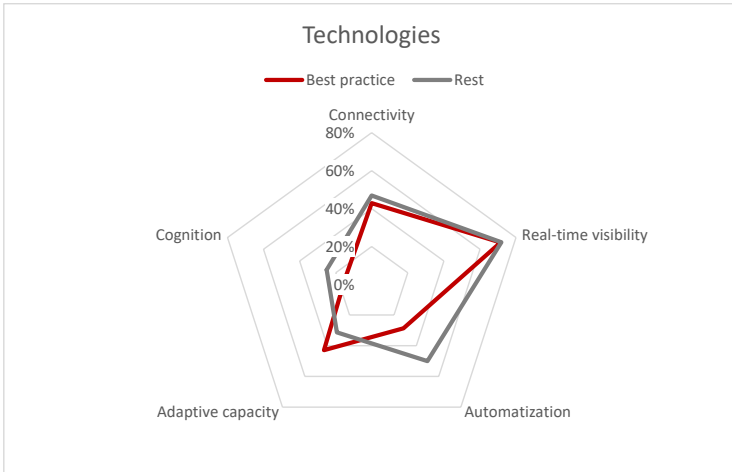 Technologies
Best practice Rest
Connectivity
80%
60%
40%
20%
0%
Cognition
Real-time visibility
Adaptive capacity
Automatization